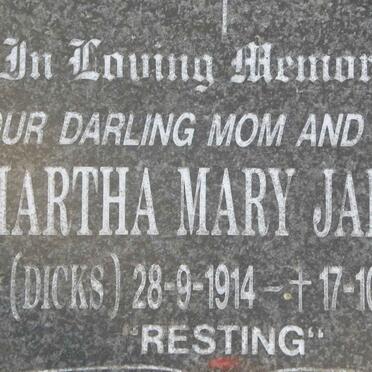 In Loving Memor
OUR DARLING MOM AND
MARTHA MARY JA
(DICKS) 28-9-1914 - † 17-10
"RESTING"